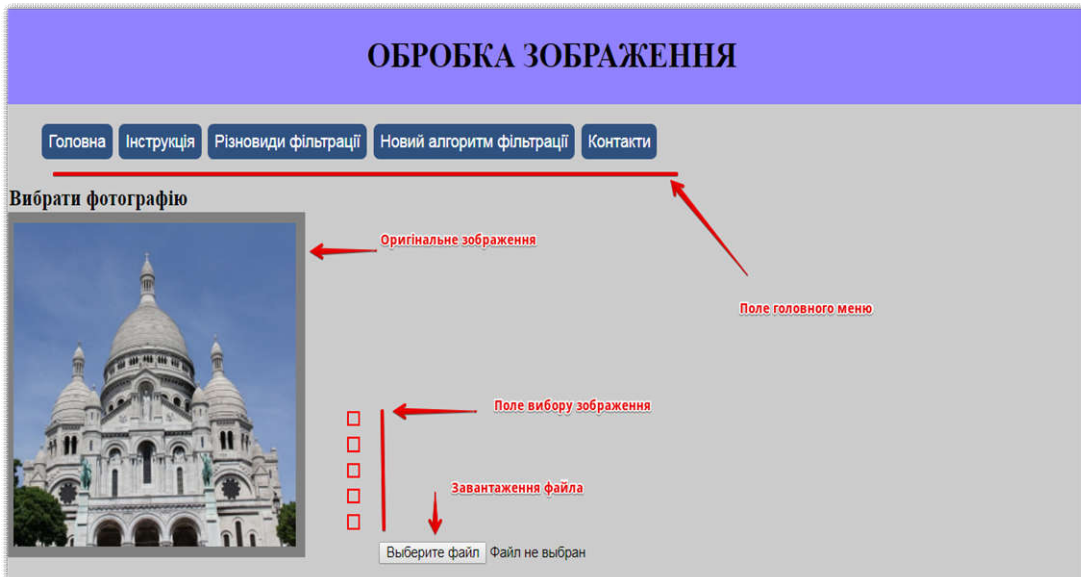 ОБРОБКА ЗОБРАЖЕННЯ
Головна Інструкція Різновиди фільтрації Новий алгоритм фільтрації Контакти
Вибрати фотографію
Оригінальне зображення
Поле головного меню
Поле вибору зображення
Завантаження файла
Выберите файл Файл не выбран